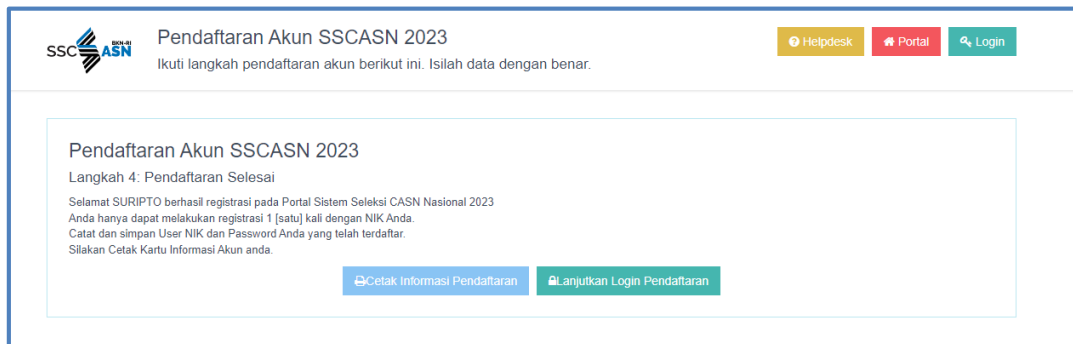 SSC ASN BKN-RI
Pendaftaran Akun SSCASN 2023
Ikuti langkah pendaftaran akun berikut ini. Isilah data dengan benar.
Helpdesk
Portal
Login
Pendaftaran Akun SSCASN 2023
Langkah 4: Pendaftaran Selesai
Selamat SURIPTO berhasil registrasi pada Portal Sistem Seleksi CASN Nasional 2023
Anda hanya dapat melakukan registrasi 1 [satu] kali dengan NIK Anda.
Catat dan simpan User NIK dan Password Anda yang telah terdaftar.
Silakan Cetak Kartu Informasi Akun anda.
Cetak Informasi Pendaftaran
Lanjutkan Login Pendaftaran